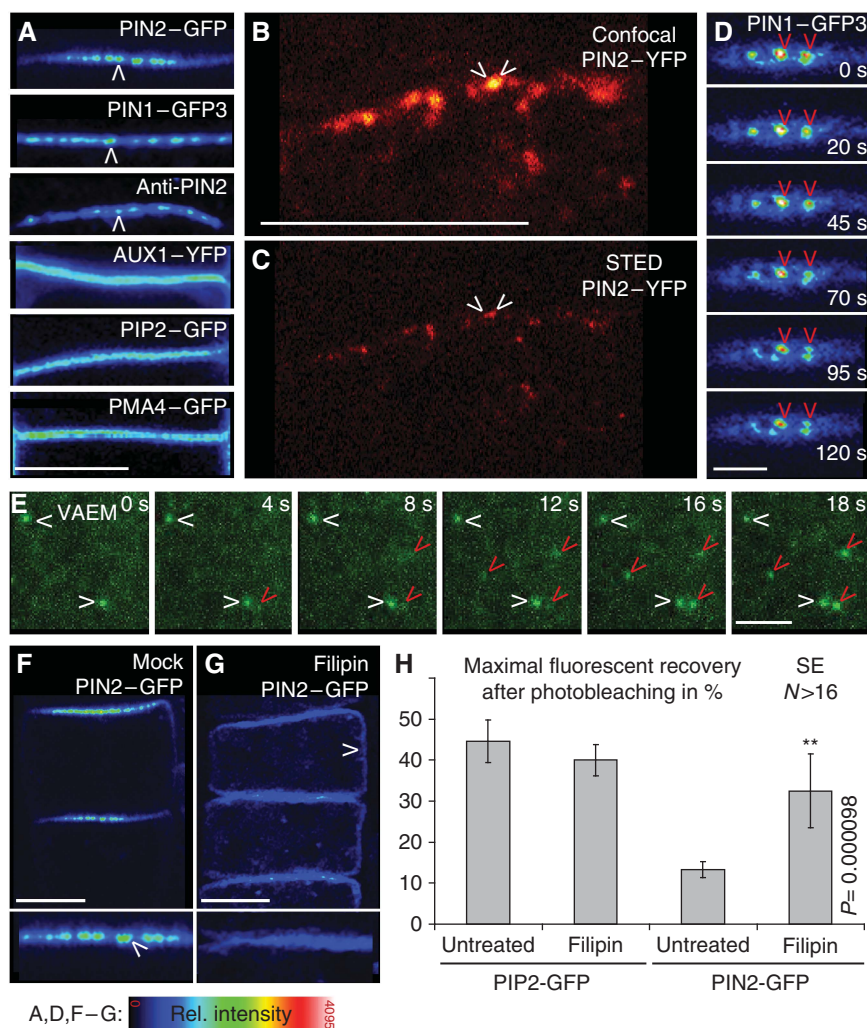 A
PIN2–GFP
PIN1–GFP3
Anti-PIN2
AUX1–YFP
PIP2–GFP
PMA4–GFP
B
Confocal
PIN2–YFP
C
STED
PIN2–YFP
D
PIN1–GFP3
0 s
20 s
45 s
70 s
95 s
120 s
E
VAEM
0 s
4 s
8 s
12 s
16 s
18 s
F
Mock
PIN2–GFP
G
Filipin
PIN2–GFP
H
Maximal fluorescent recovery
after photobleaching in %
SE
N>16
50
40
30
20
10
0
**
P= 0.000098
Untreated
Filipin
Untreated
Filipin
PIP2-GFP
PIN2-GFP
A,D,F–G:
0
Rel. intensity
4095